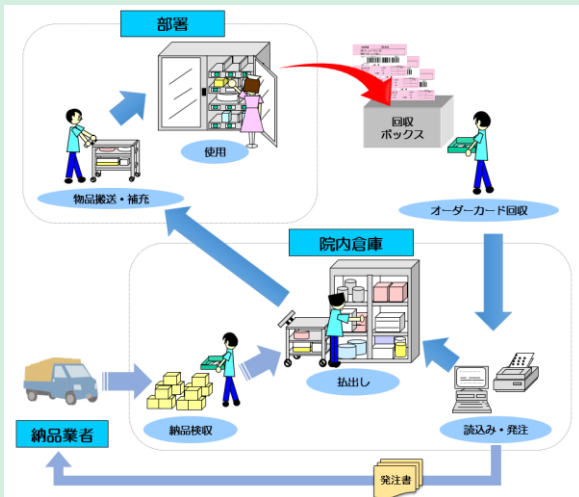 部署
使用
物品搬送・補充
回収
ボックス
オーダーカード回収
院内倉庫
払出し
納品検収
読込み・発注
納品業者
発注書